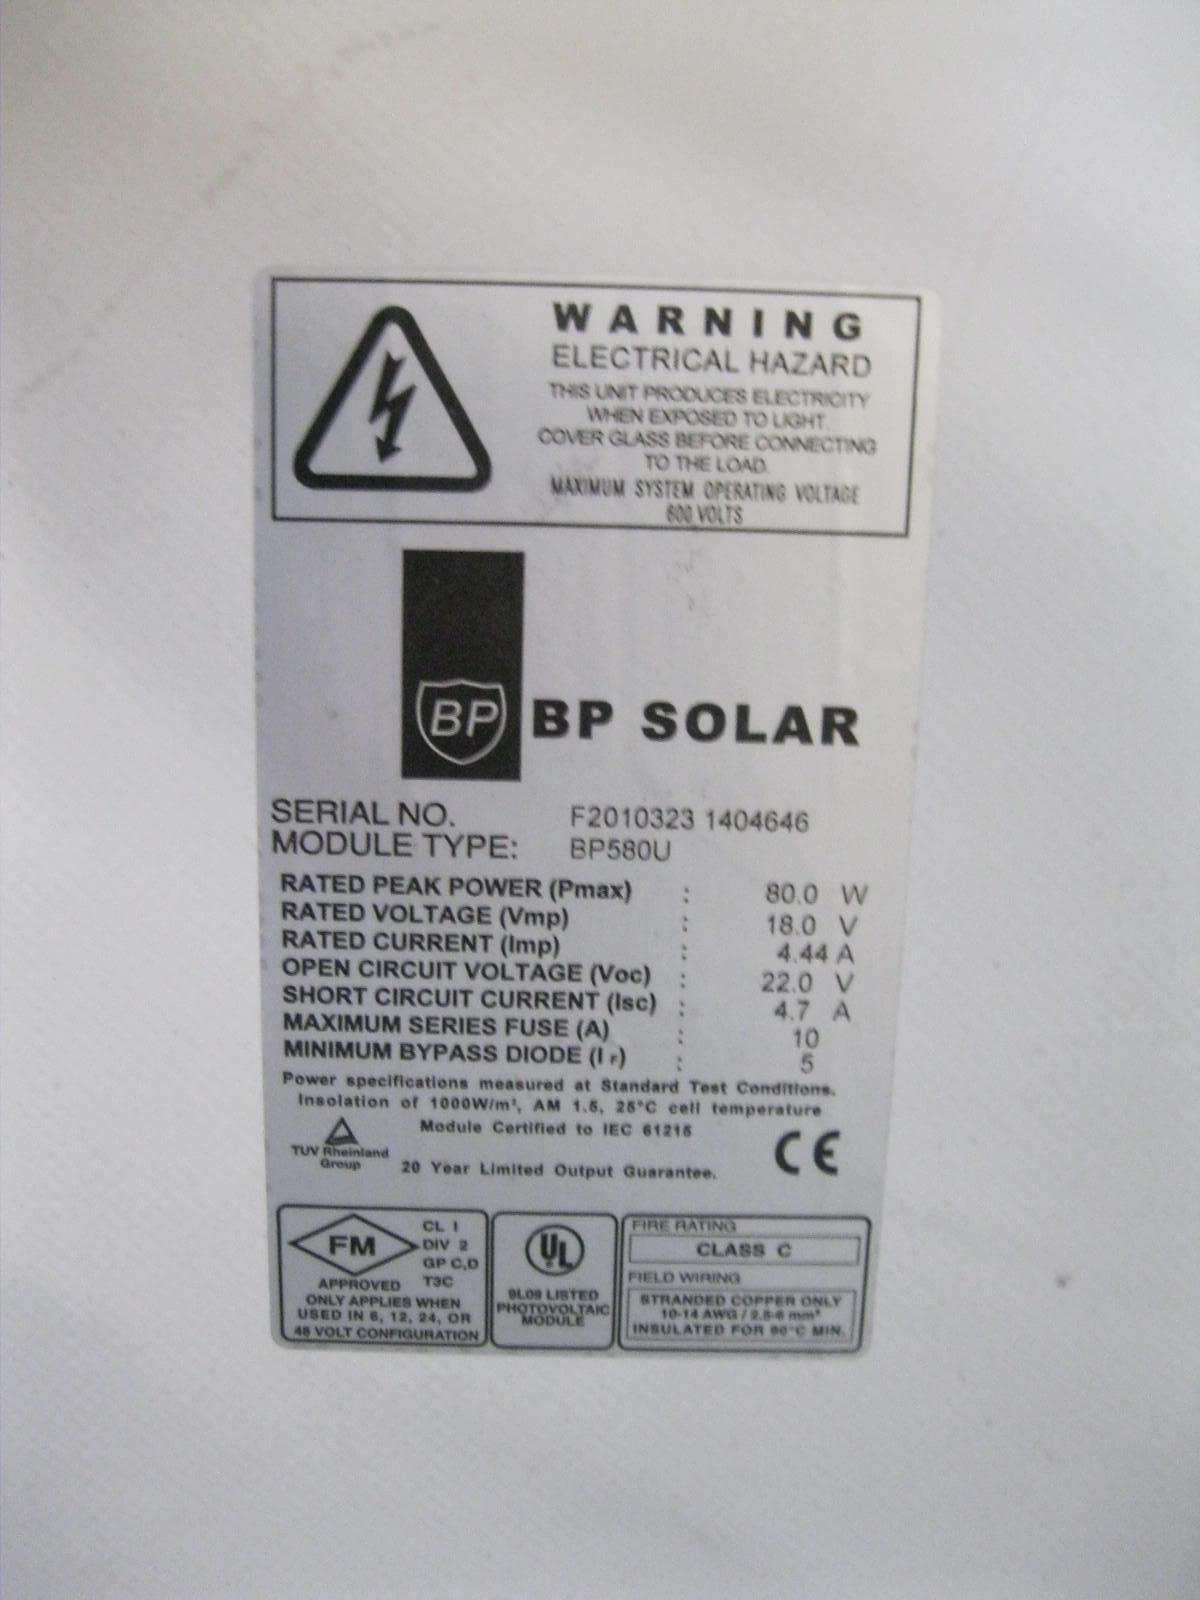 WARNING
ELECTRICAL HAZARD
THIS UNIT PRODUCES ELECTRICITY
WHEN EXPOSED TO LIGHT.
COVER GLASS BEFORE CONNECTING
TO THE LOAD.
MAXIMUM SYSTEM OPERATING VOLTAGE
600 VOLTS
BP BP SOLAR
SERIAL NO. F2010323 1404646
MODULE TYPE: BP580U
RATED PEAK POWER (Pmax) : 80.0 W
RATED VOLTAGE (Vmp) : 18.0 V
RATED CURRENT (Imp) : 4.44 A
OPEN CIRCUIT VOLTAGE (Voc) : 22.0 V
SHORT CIRCUIT CURRENT (Isc) : 4.7 A
MAXIMUM SERIES FUSE (A) : 10
MINIMUM BYPASS DIODE (I F) : 5
Power specifications measured at Standard Test Conditions.
Insolation of 1000W/m², AM 1.5, 25°C cell temperature
Module Certified to IEC 61215
TUV Rheinland
Group
20 Year Limited Output Guarantee.
CE
FM
APPROVED
CL I
DIV 2
GP C,D
T3C
ONLY APPLIES WHEN
USED IN 6, 12, 24, OR
48 VOLT CONFIGURATION
UL
9L09 LISTED
PHOTOVOLTAIC
MODULE
FIRE RATING
CLASS C
FIELD WIRING
STRANDED COPPER ONLY
10-14 AWG / 2.5-6 mm²
INSULATED FOR 90°C MIN.